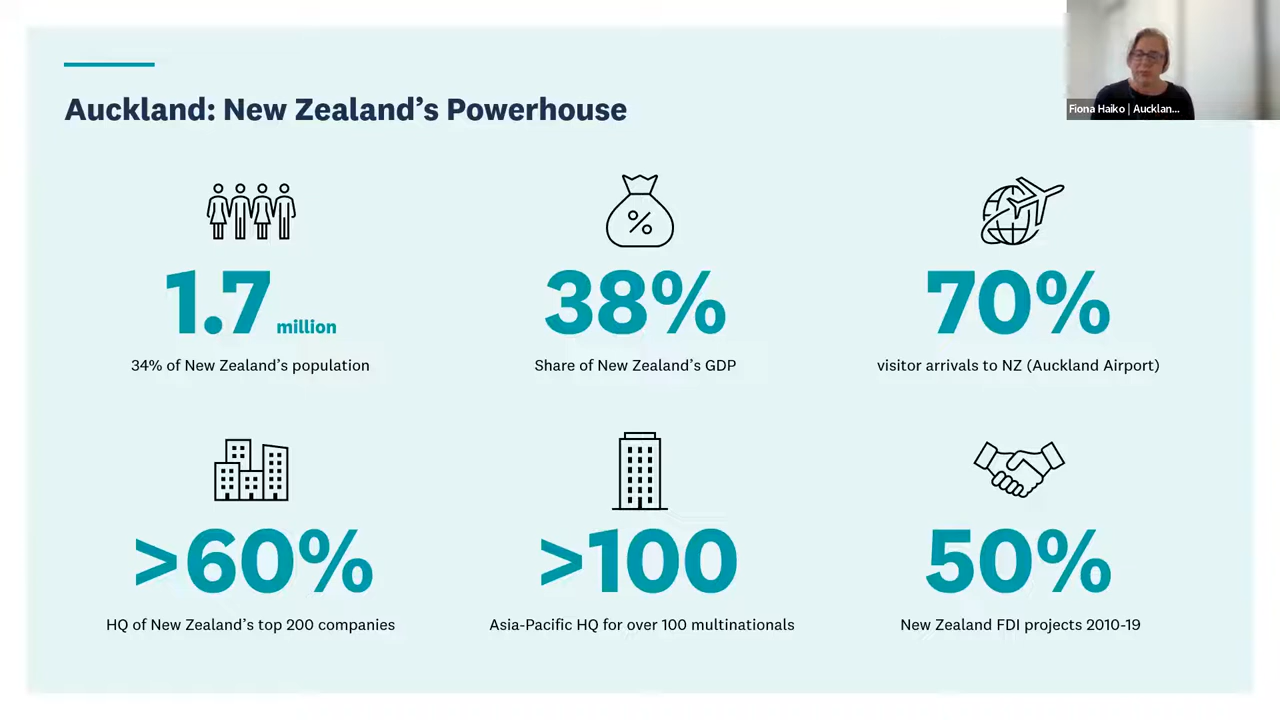 Fiona Haiko | Aucklan...
Auckland: New Zealand's Powerhouse
%
1.7 million
38%
70%
34% of New Zealand's population
Share of New Zealand's GDP
visitor arrivals to NZ (Auckland Airport)
>60%
>100
50%
HQ of New Zealand's top 200 companies
Asia-Pacific HQ for over 100 multinationals
New Zealand FDI projects 2010-19